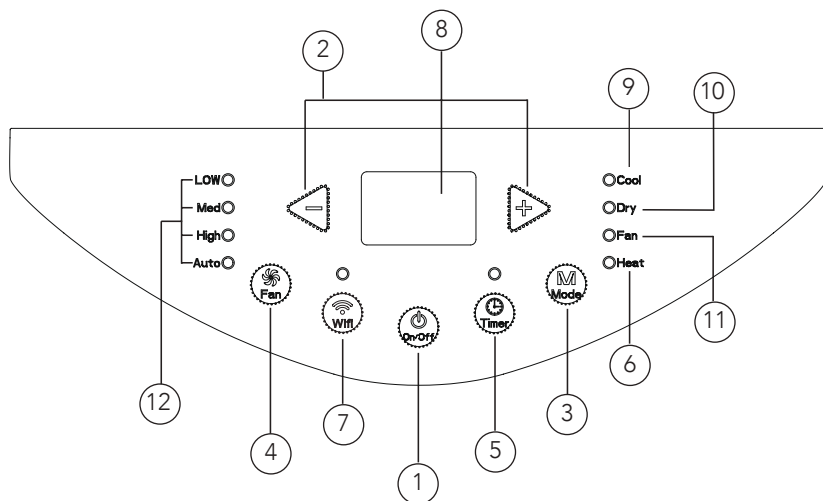 8
2
9
10
LOW
Cool
Med
Dry
High
Fan
Auto
Heat
Fan
M
Mode
Wifi
Timer
On/Off
11
6
12
7
3
4
5
1